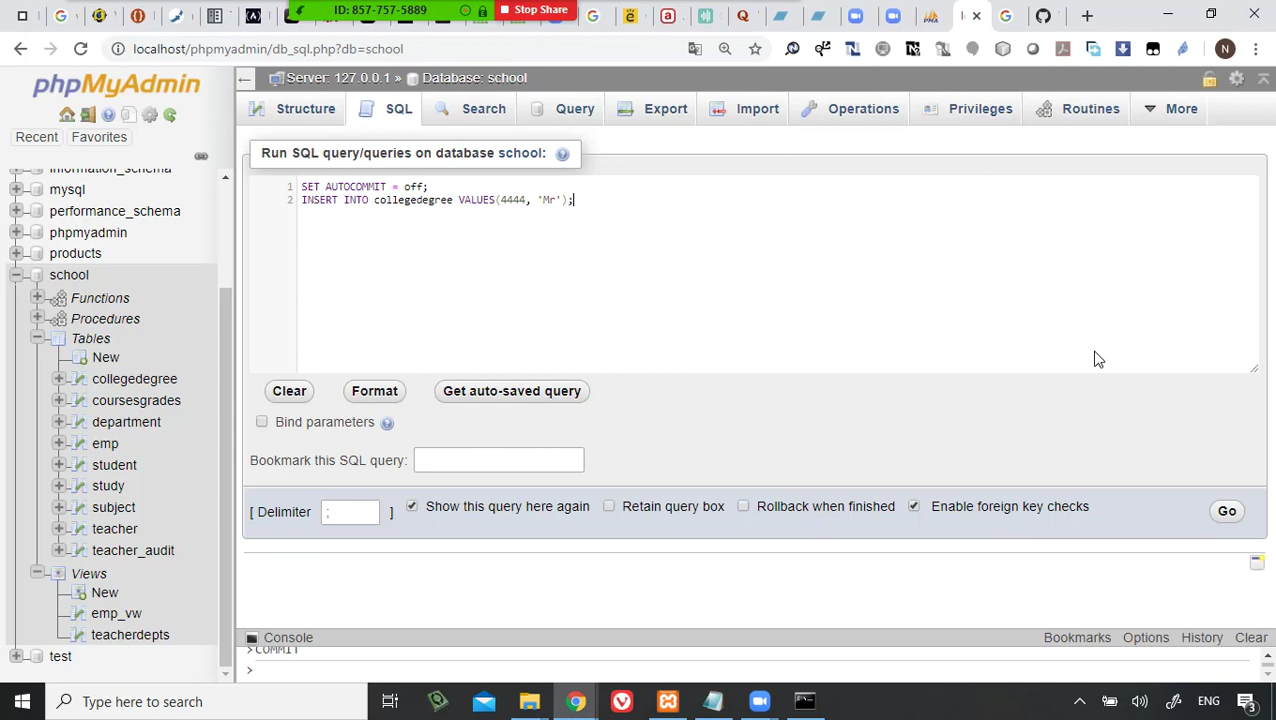 ID: 857-757-5889
Stop Share
localhost/phpmyadmin/db_sql.php?db=school
N
phpMyAdmin
Recent
Favorites
information_schema
mysql
performance_schema
phpmyadmin
products
school
Functions
Procedures
Tables
New
collegedegree
coursesgrades
department
emp
student
study
subject
teacher
teacher_audit
Views
New
emp_vw
teacherdepts
test
Server: 127.0.0.1 » Database: school
Structure
SQL
Search
Query
Export
Import
Operations
Privileges
Routines
More
Run SQL query/queries on database school:
1 SET AUTOCOMMIT = off;
2 INSERT INTO collegedegree VALUES(4444, 'Mr');
Clear
Format
Get auto-saved query
Bind parameters
Bookmark this SQL query:
[ Delimiter ; ]
Show this query here again
Retain query box
Rollback when finished
Enable foreign key checks
Go
Console
Bookmarks
Options
History
Clear
>COMMIT
>
Type here to search
ENG
3